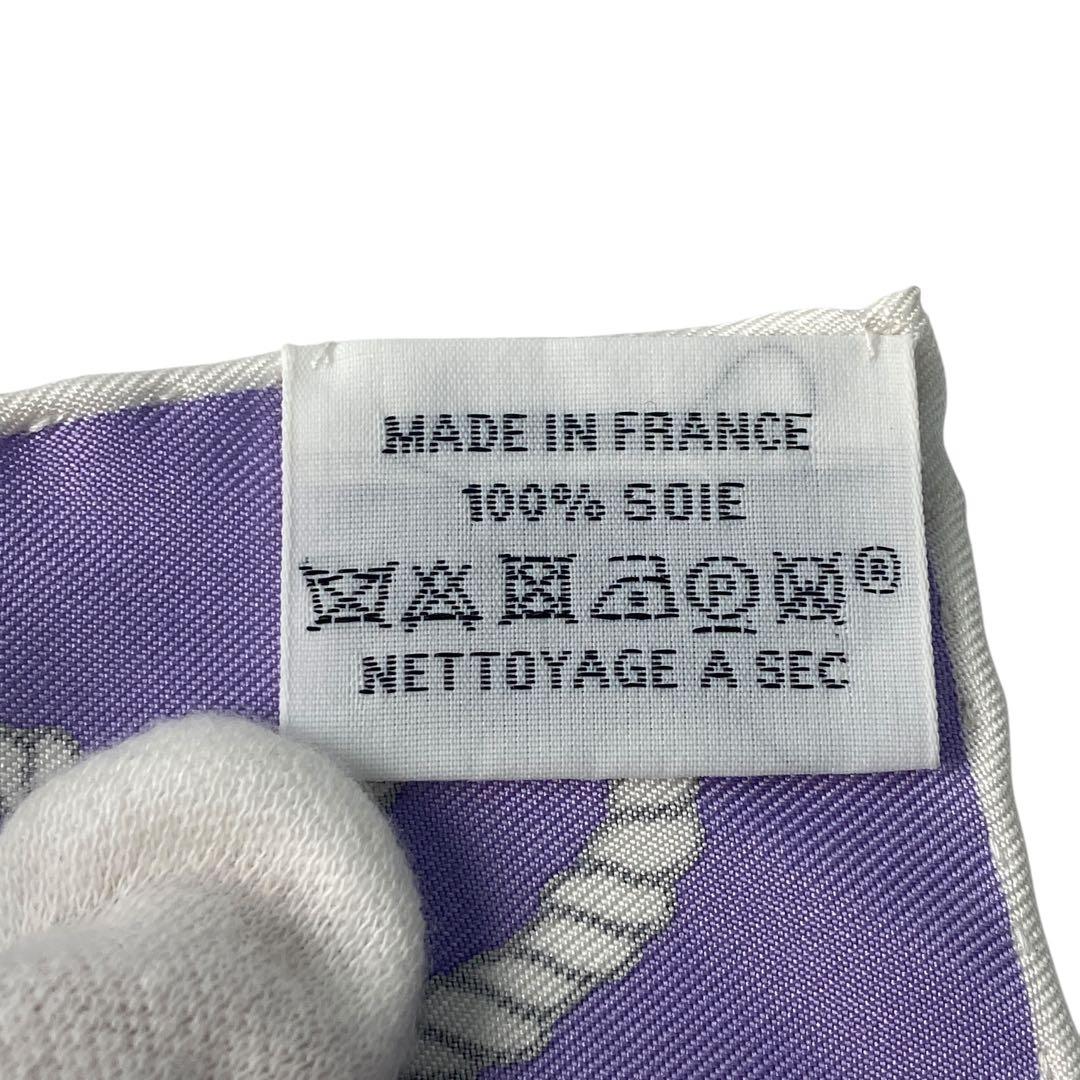 MADE IN FRANCE
100% SOIE
P W ®
NETTOYAGE A SEC